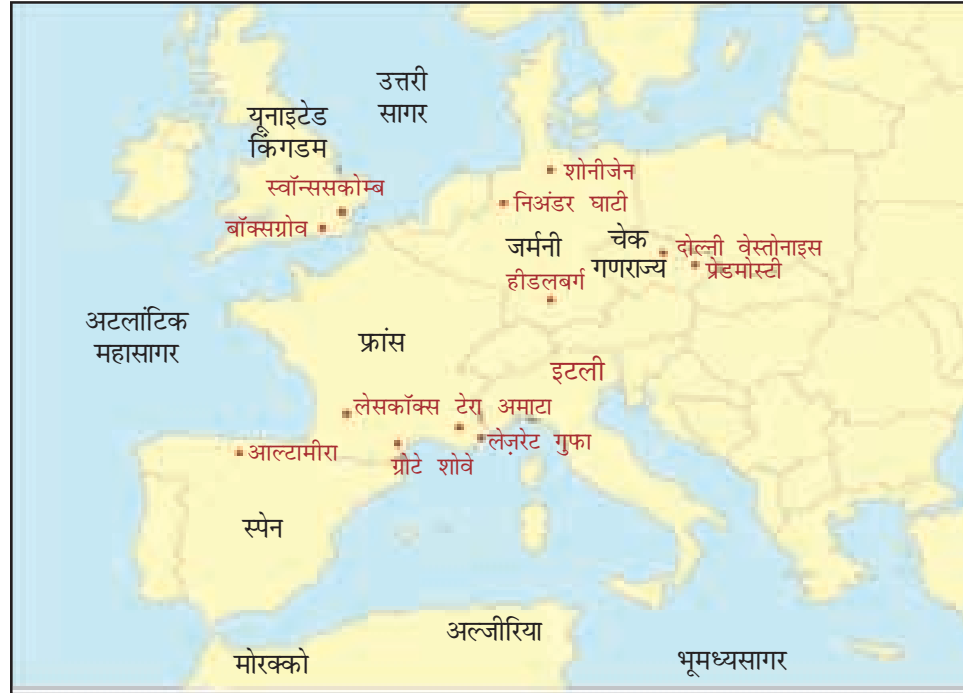 उत्तरी
सागर
यूनाइटेड
किंगडम
स्वॉन्ससकोम्ब
बॉक्सग्रोव
शोनीजेन
निअंडर घाटी
जर्मनी
चेक
गणराज्य
दोल्नी वेस्तोनाइस
प्रेडमोस्टी
हीडलबर्ग
अटलांटिक
महासागर
फ्रांस
इटली
लेसकॉक्स टेरा अमाटा
आल्टामीरा
ग्रोटे शोवे
लेज़रेट गुफा
स्पेन
अल्जीरिया
मोरक्को
भूमध्यसागर